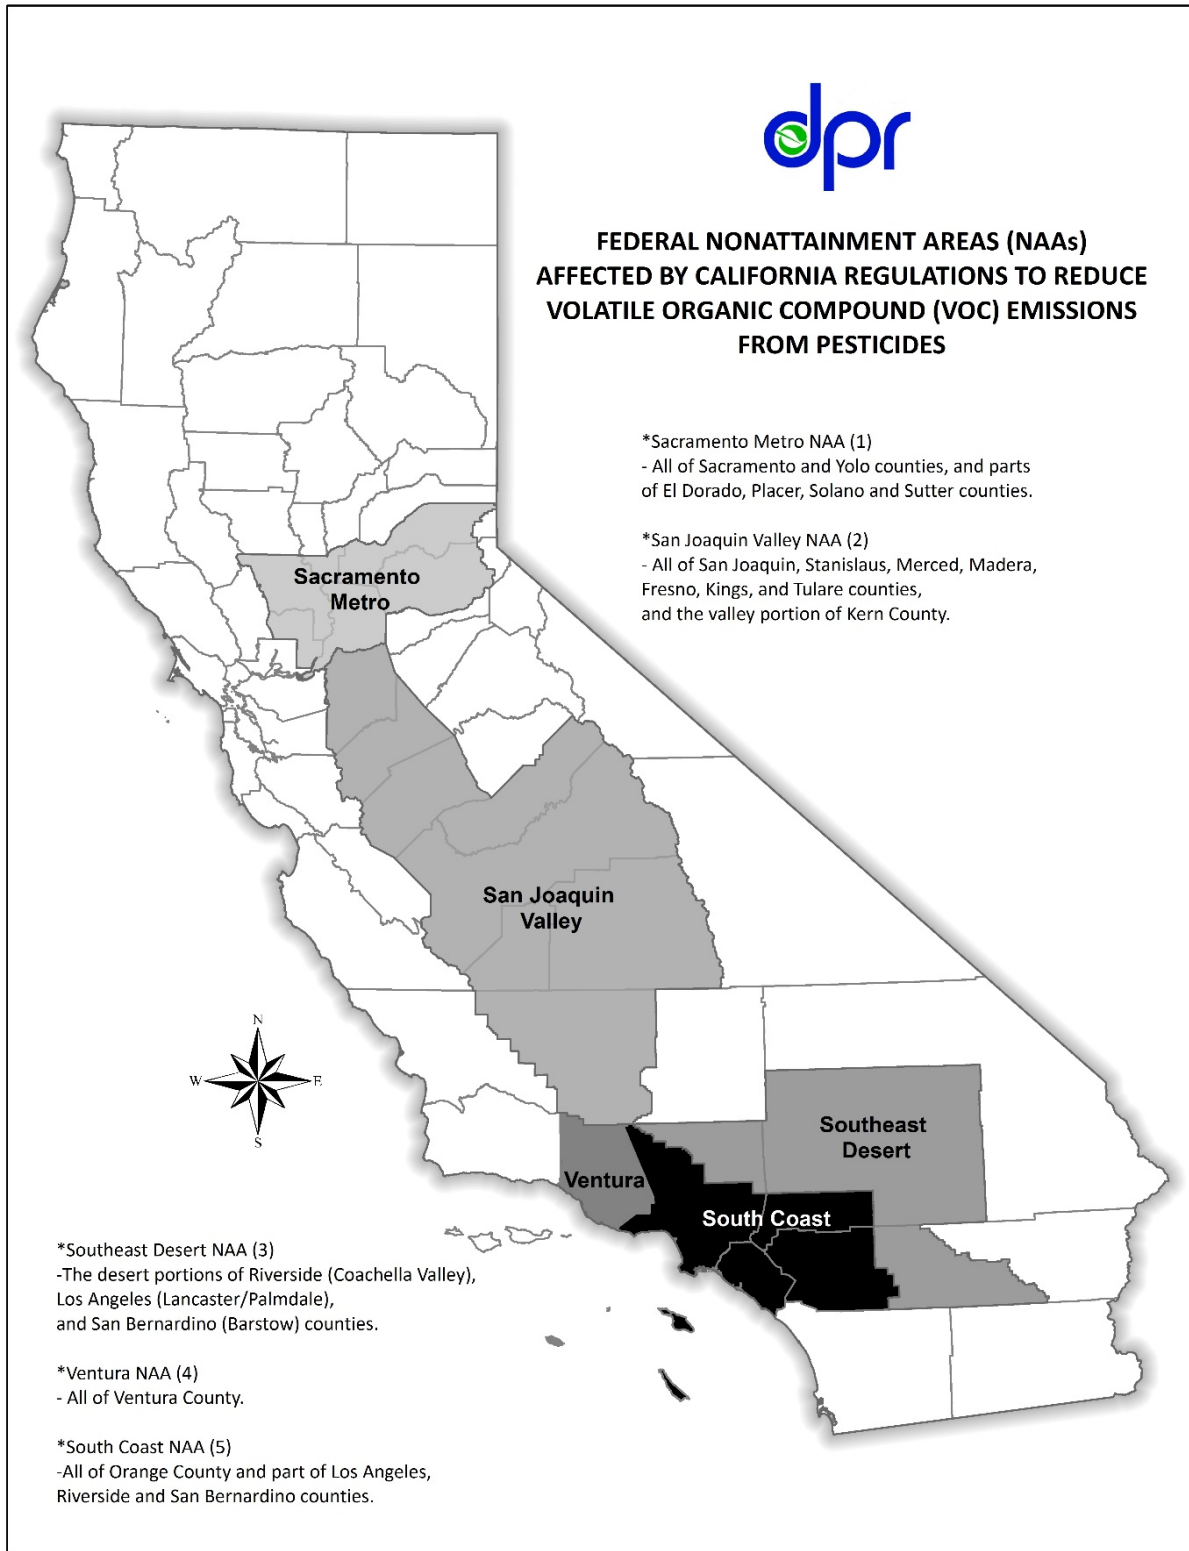 dpr
FEDERAL NONATTAINMENT AREAS (NAAs)
AFFECTED BY CALIFORNIA REGULATIONS TO REDUCE
VOLATILE ORGANIC COMPOUND (VOC) EMISSIONS
FROM PESTICIDES
*Sacramento Metro NAA (1)
- All of Sacramento and Yolo counties, and parts
of El Dorado, Placer, Solano and Sutter counties.
*San Joaquin Valley NAA (2)
- All of San Joaquin, Stanislaus, Merced, Madera,
Fresno, Kings, and Tulare counties,
and the valley portion of Kern County.
Sacramento
Metro
San Joaquin
Valley
N
W
E
S
Southeast
Desert
Ventura
South Coast
*Southeast Desert NAA (3)
-The desert portions of Riverside (Coachella Valley),
Los Angeles (Lancaster/Palmdale),
and San Bernardino (Barstow) counties.
*Ventura NAA (4)
- All of Ventura County.
*South Coast NAA (5)
-All of Orange County and part of Los Angeles,
Riverside and San Bernardino counties.